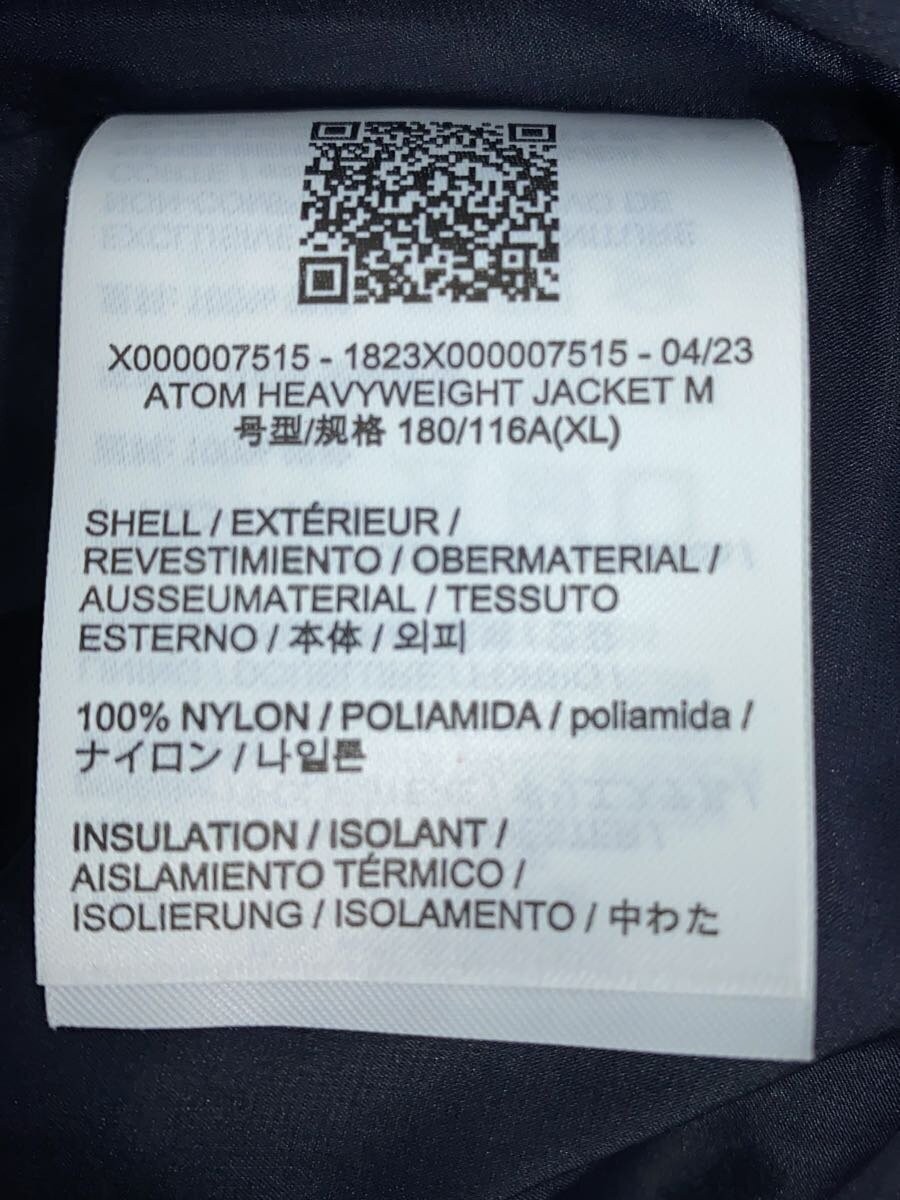 X000007515 - 1823X000007515 - 04/23
ATOM HEAVYWEIGHT JACKET M
号型/规格 180/116A(XL)
SHELL / EXTÉRIEUR /
REVESTIMIENTO / OBERMATERIAL /
AUSSEUMATERIAL / TESSUTO
ESTERNO / 本体 / 외피
100% NYLON / POLIAMIDA / poliamida /
ナイロン / 나일론
INSULATION / ISOLANT /
AISLAMIENTO TÉRMICO /
ISOLIERUNG / ISOLAMENTO / 中わた